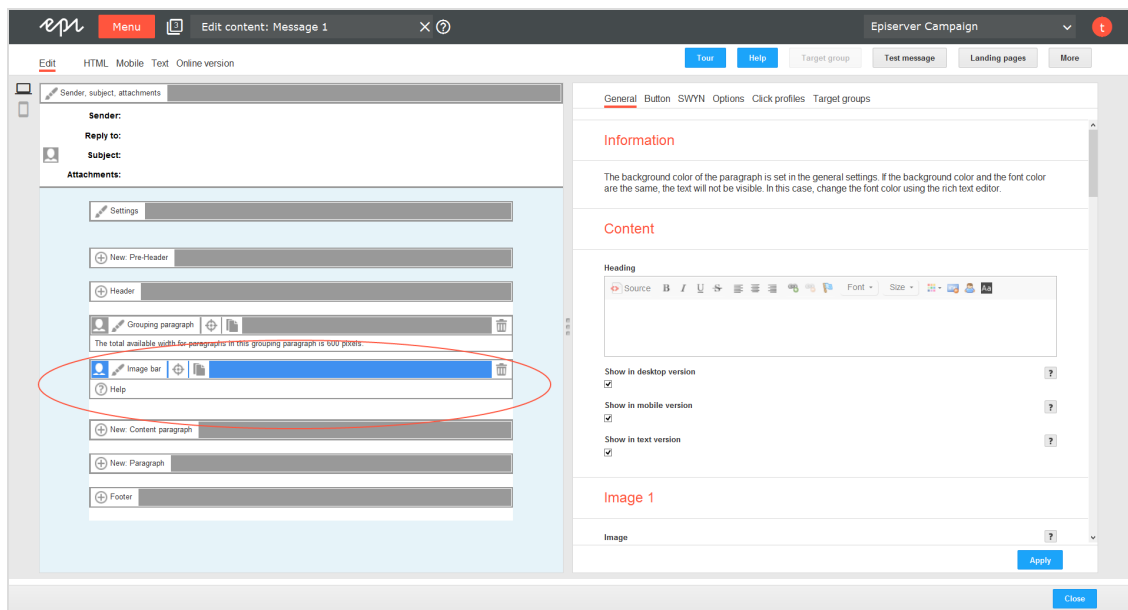 epi Menu 3 Edit content: Message 1 Episerver Campaign t
Edit HTML Mobile Text Online version Tour Help Target group Test message Landing pages More
Sender, subject, attachments
Sender:
Reply to:
Subject:
Attachments:
Settings
New: Pre-Header
Header
Grouping paragraph
The total available width for paragraphs in this grouping paragraph is 600 pixels.
Image bar
Help
New: Content paragraph
New: Paragraph
Footer
General Button SWYN Options Click profiles Target groups
Information
The background color of the paragraph is set in the general settings. If the background color and the font color
are the same, the text will not be visible. In this case, change the font color using the rich text editor.
Content
Heading
Source B I U S Font Size Aa
Show in desktop version ?
Show in mobile version ?
Show in text version ?
Image 1
Image ?
Apply
Close